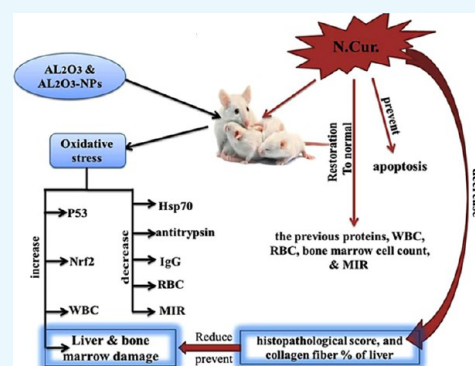 N.Cur.
AL2O3 &
AL2O3-NPs
prevent
Oxidative
stress
Restoration
To normal
apoptosis
decrease
increase
P53
Nrf2
WBC
decrease
Hsp70
antitrypsin
IgG
RBC
MIR
the previous proteins, WBC,
RBC, bone marrow cell count,
& MIR
Liver & bone
marrow damage
Reduce
prevent
histopathological score, and
collagen fiber % of liver